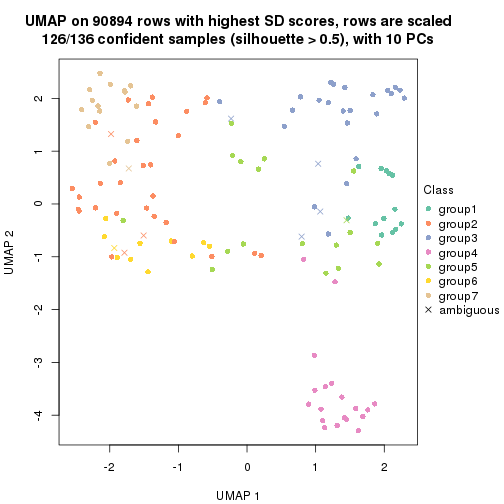 UMAP on 90894 rows with highest SD scores, rows are scaled
126/136 confident samples (silhouette > 0.5), with 10 PCs
UMAP 2
2
1
0
-1
-2
-3
-4
-2
-1
0
1
2
UMAP 1
Class
group1
group2
group3
group4
group5
group6
group7
ambiguous